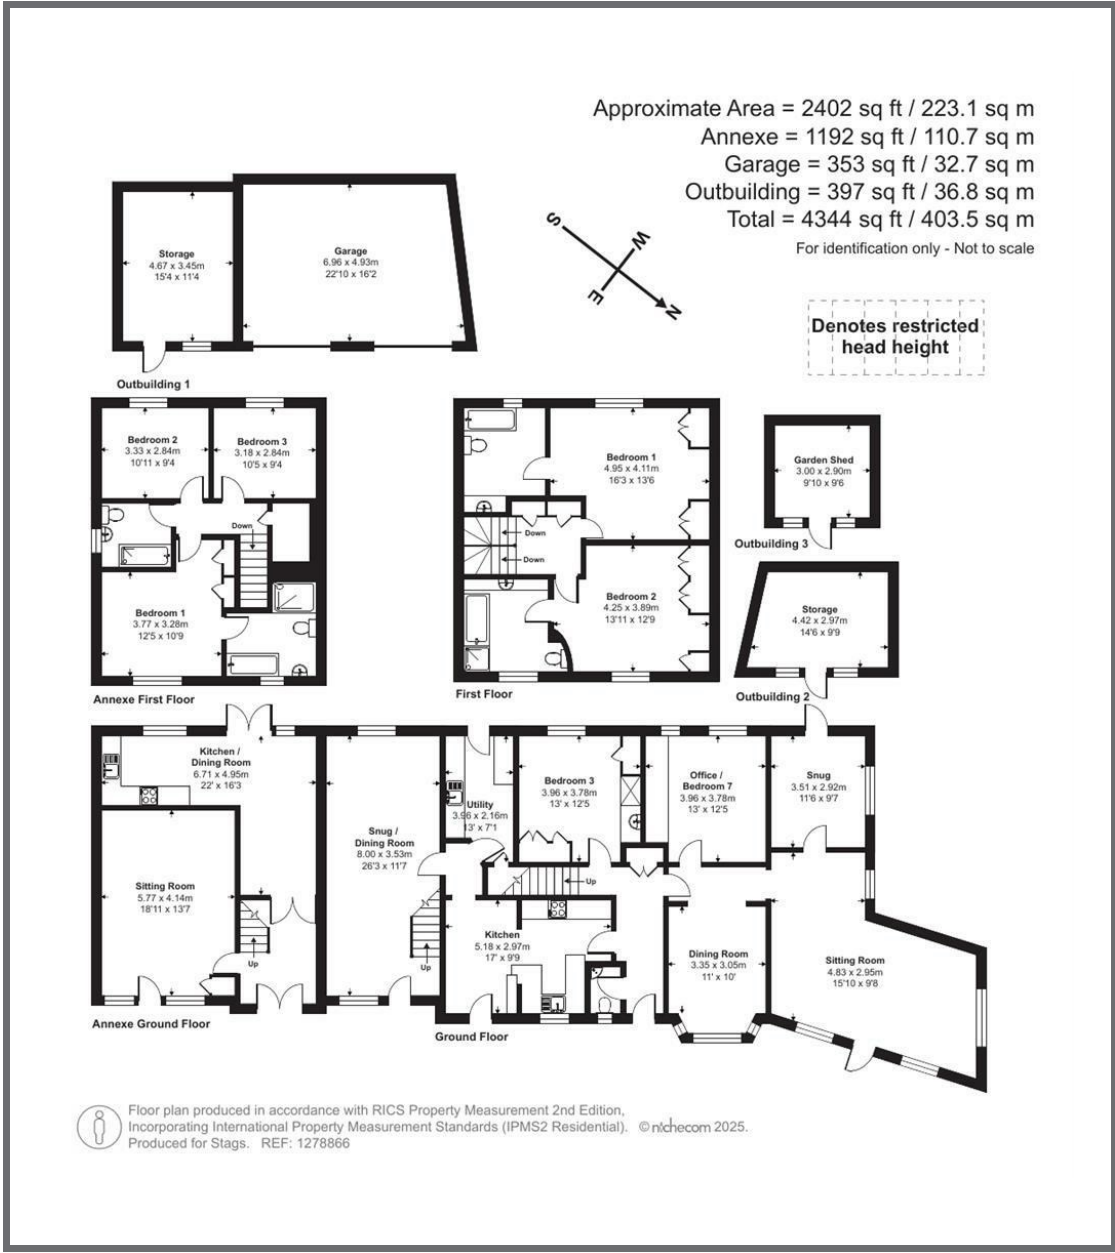 Approximate Area = 2402 sq ft / 223.1 sq m
Annexe = 1192 sq ft / 110.7 sq m
Garage = 353 sq ft / 32.7 sq m
Outbuilding = 397 sq ft / 36.8 sq m
Total = 4344 sq ft / 403.5 sq m
For identification only - Not to scale
S
W
E
N
Denotes restricted
head height
Storage
4.67 x 3.45m
15'4 x 11'4
Garage
6.96 x 4.93m
22'10 x 16'2
Outbuilding 1
Bedroom 2
3.33 x 2.84m
10'11 x 9'4
Bedroom 3
3.18 x 2.84m
10'5 x 9'4
Down
Bedroom 1
3.77 x 3.28m
12'5 x 10'9
Annexe First Floor
Bedroom 1
4.95 x 4.11m
16'3 x 13'6
Down
Down
Bedroom 2
4.25 x 3.89m
13'11 x 12'9
First Floor
Garden Shed
3.00 x 2.90m
9'10 x 9'6
Outbuilding 3
Storage
4.42 x 2.97m
14'6 x 9'9
Outbuilding 2
Kitchen /
Dining Room
6.71 x 4.95m
22' x 16'3
Sitting Room
5.77 x 4.14m
18'11 x 13'7
Up
Annexe Ground Floor
Snug /
Dining Room
8.00 x 3.53m
26'3 x 11'7
Up
Utility
3.96 x 2.16m
13' x 7'1
Bedroom 3
3.96 x 3.78m
13' x 12'5
Up
Office /
Bedroom 7
3.96 x 3.78m
13' x 12'5
Snug
3.51 x 2.92m
11'6 x 9'7
Kitchen
5.18 x 2.97m
17' x 9'9
Dining Room
3.35 x 3.05m
11' x 10'
Sitting Room
4.83 x 2.95m
15'10 x 9'8
Ground Floor
Floor plan produced in accordance with RICS Property Measurement 2nd Edition,
Incorporating International Property Measurement Standards (IPMS2 Residential). © nichecom 2025.
Produced for Stags. REF: 1278866